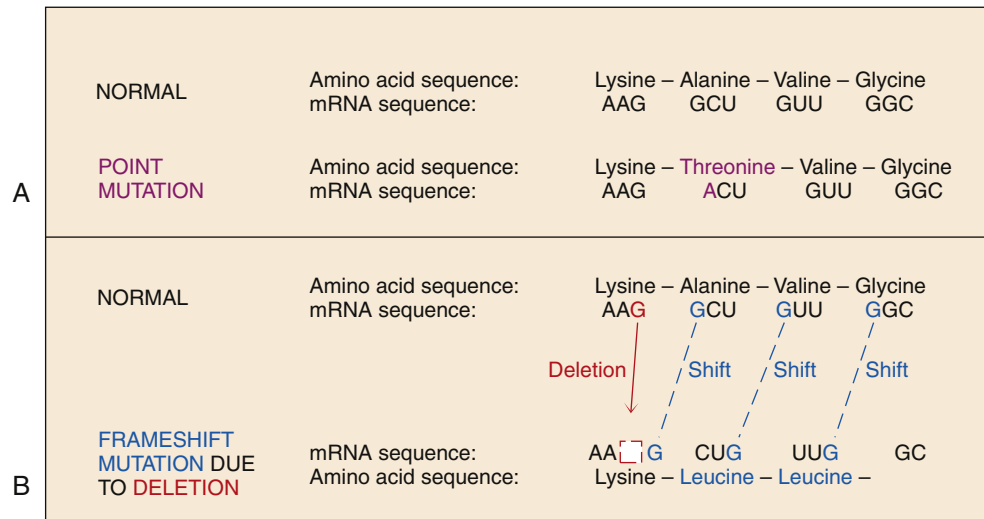 NORMAL
Amino acid sequence: Lysine – Alanine – Valine – Glycine
mRNA sequence: AAG GCU GUU GGC
A
POINT
MUTATION
Amino acid sequence: Lysine – Threonine – Valine – Glycine
mRNA sequence: AAG ACU GUU GGC
NORMAL
Amino acid sequence: Lysine – Alanine – Valine – Glycine
mRNA sequence: AAG GCU GUU GGC
Deletion Shift Shift Shift
B
FRAMESHIFT
MUTATION DUE
TO DELETION
mRNA sequence: AA G CUG UUG GC
Amino acid sequence: Lysine – Leucine – Leucine –